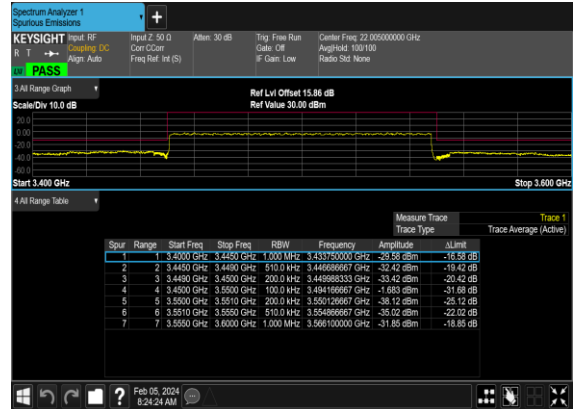 Spectrum Analyzer 1
Spurious Emissions
KEYSIGHT Input: RF Input Z: 50 Ω Atten: 30 dB Trig: Free Run Center Freq: 22.005000000 GHz
R T Coupling: DC Corr CCorr Gate: Off Avg|Hold: 100/100
Align: Auto Freq Ref: Int (S) IF Gain: Low Radio Std: None
PASS
3 All Range Graph
Ref Lvl Offset 15.86 dB
Scale/Div 10.0 dB Ref Value 30.00 dBm
20.0
0.00
-20.0
-40.0
-60.0
Start 3.400 GHz Stop 3.600 GHz
4 All Range Table
Measure Trace Trace 1
Trace Type Trace Average (Active)
Spur Range Start Freq Stop Freq RBW Frequency Amplitude ΔLimit
1 1 3.4000 GHz 3.4450 GHz 1.000 MHz 3.433750000 GHz -29.58 dBm -16.58 dB
2 2 3.4450 GHz 3.4490 GHz 510.0 kHz 3.446686667 GHz -32.42 dBm -19.42 dB
3 3 3.4490 GHz 3.4500 GHz 200.0 kHz 3.449988333 GHz -33.42 dBm -20.42 dB
4 4 3.4500 GHz 3.5500 GHz 100.0 kHz 3.494166667 GHz -1.683 dBm -31.68 dB
5 5 3.5500 GHz 3.5510 GHz 200.0 kHz 3.550126667 GHz -38.12 dBm -25.12 dB
6 6 3.5510 GHz 3.5550 GHz 510.0 kHz 3.554866667 GHz -35.02 dBm -22.02 dB
7 7 3.5550 GHz 3.6000 GHz 1.000 MHz 3.566100000 GHz -31.85 dBm -18.85 dB
Feb 05, 2024
8:24:24 AM